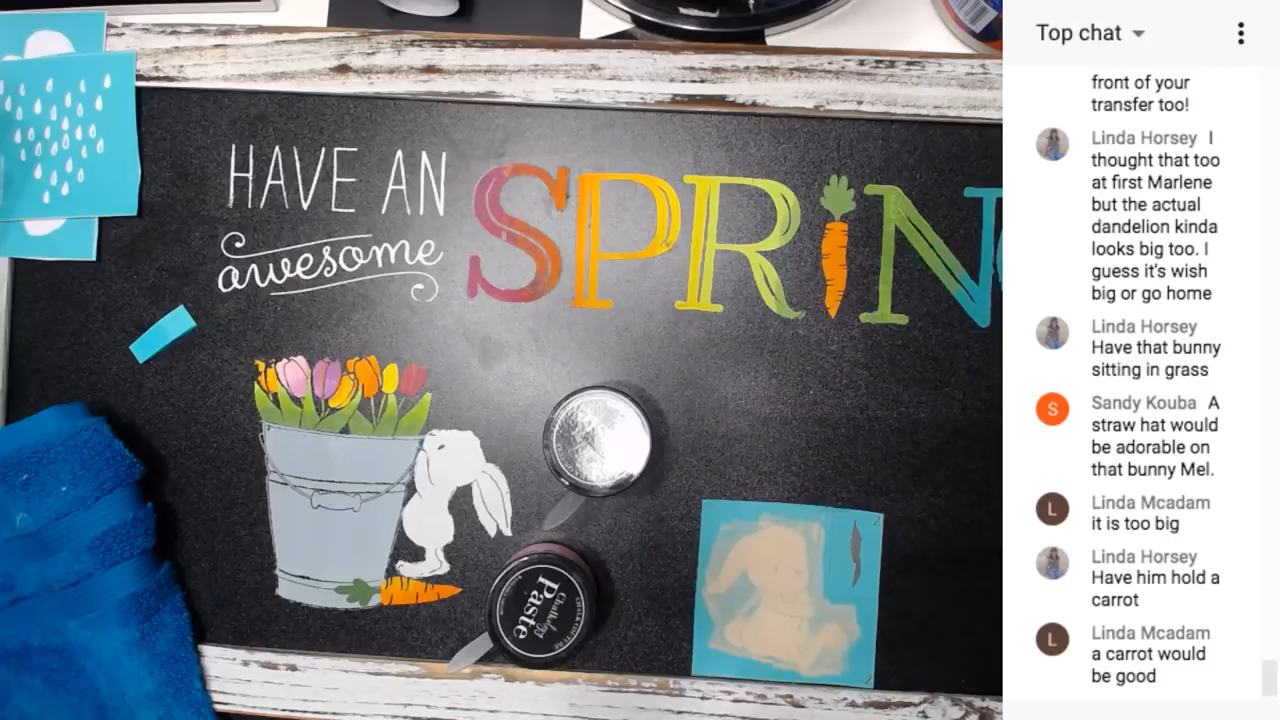 HAVE AN
awesome
SPRIN
Chalkology
Paste
Top chat
front of your
transfer too!
Linda Horsey I
thought that too
at first Marlene
but the actual
dandelion kinda
looks big too. I
guess it's wish
big or go home
Linda Horsey
Have that bunny
sitting in grass
S
Sandy Kouba A
straw hat would
be adorable on
that bunny Mel.
L
Linda Mcadam
it is too big
Linda Horsey
Have him hold a
carrot
L
Linda Mcadam
a carrot would
be good